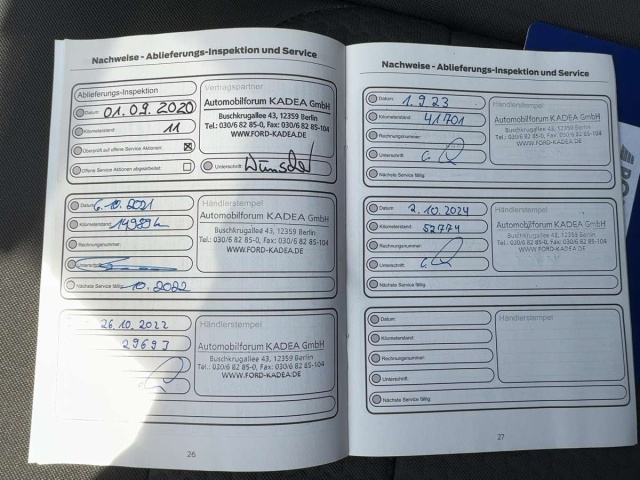 Nachweise - Ablieferungs-Inspektion und Service
Ablieferungs-Inspektion
Datum: 01.09.2020
Kilometerstand: 11
Überprüft auf offene Service Aktionen:
Offene Service Aktionen abgearbeitet:
Vertragspartner
Automobilforum KADEA GmbH
Buschkrugallee 43, 12359 Berlin
Tel.: 030/6 82 85-0, Fax: 030/6 82 85-104
WWW.FORD-KADEA.DE
Unterschrift:
Datum: 6.10.2021
Kilometerstand: 14989
Rechnungsnummer:
Unterschrift:
Nächste Service fällig: 10.2022
Händlerstempel
Automobilforum KADEA GmbH
Buschkrugallee 43, 12359 Berlin
Tel.: 030/6 82 85-0, Fax: 030/6 82 85-104
WWW.FORD-KADEA.DE
26.10.2022
29693
Händlerstempel
Automobilforum KADEA GmbH
Buschkrugallee 43, 12359 Berlin
Tel.: 030/6 82 85-0, Fax: 030/6 82 85-104
WWW.FORD-KADEA.DE
26
Nachweise - Ablieferungs-Inspektion und Service
Datum: 1.9.23
Kilometerstand: 41701
Rechnungsnummer:
Unterschrift:
Nächste Service fällig:
Händlerstempel
Automobilforum KADEA GmbH
Buschkrugallee 43, 12359 Berlin
Tel.: 030/6 82 85-0, Fax: 030/6 82 85-104
WWW.FORD-KADEA.DE
Datum: 2.10.2024
Kilometerstand: 52774
Rechnungsnummer:
Unterschrift:
Nächste Service fällig:
Händlerstempel
Automobilforum KADEA GmbH
Buschkrugallee 43, 12359 Berlin
Tel.: 030/6 82 85-0, Fax: 030/6 82 85-104
WWW.FORD-KADEA.DE
Datum:
Kilometerstand:
Rechnungsnummer:
Unterschrift:
Nächste Service fällig:
Händlerstempel
27